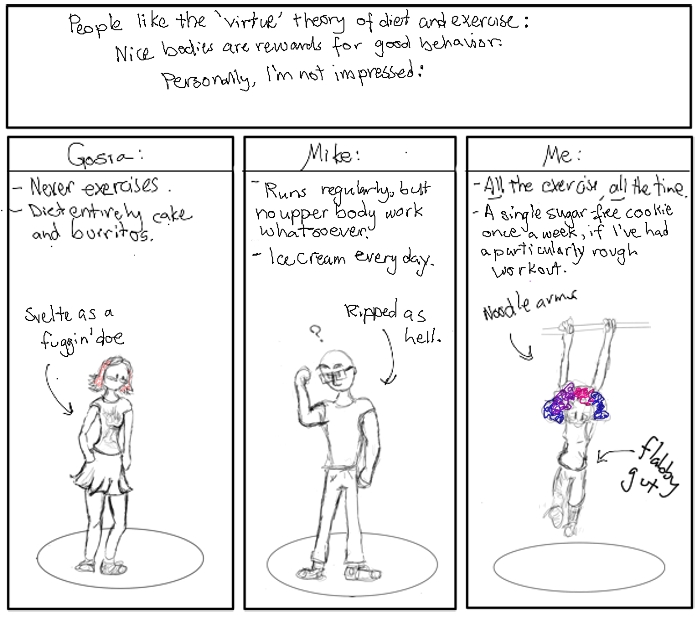 People like the 'virtue' theory of diet and exercise:
Nice bodies are rewards for good behavior.
Personally, I'm not impressed:
Gosia:
- Never exercises.
- Diet entirely cake
and burritos.
Svelte as a
fuggin' doe
Mike:
- Runs regularly, but
no upper body work
whatsoever.
- Ice cream every day.
?
Ripped as
hell.
Me:
- All the exercise, all the time.
- A single sugar-free cookie
once a week, if I've had
a particularly rough
workout.
Noodle arms
flabby
gut